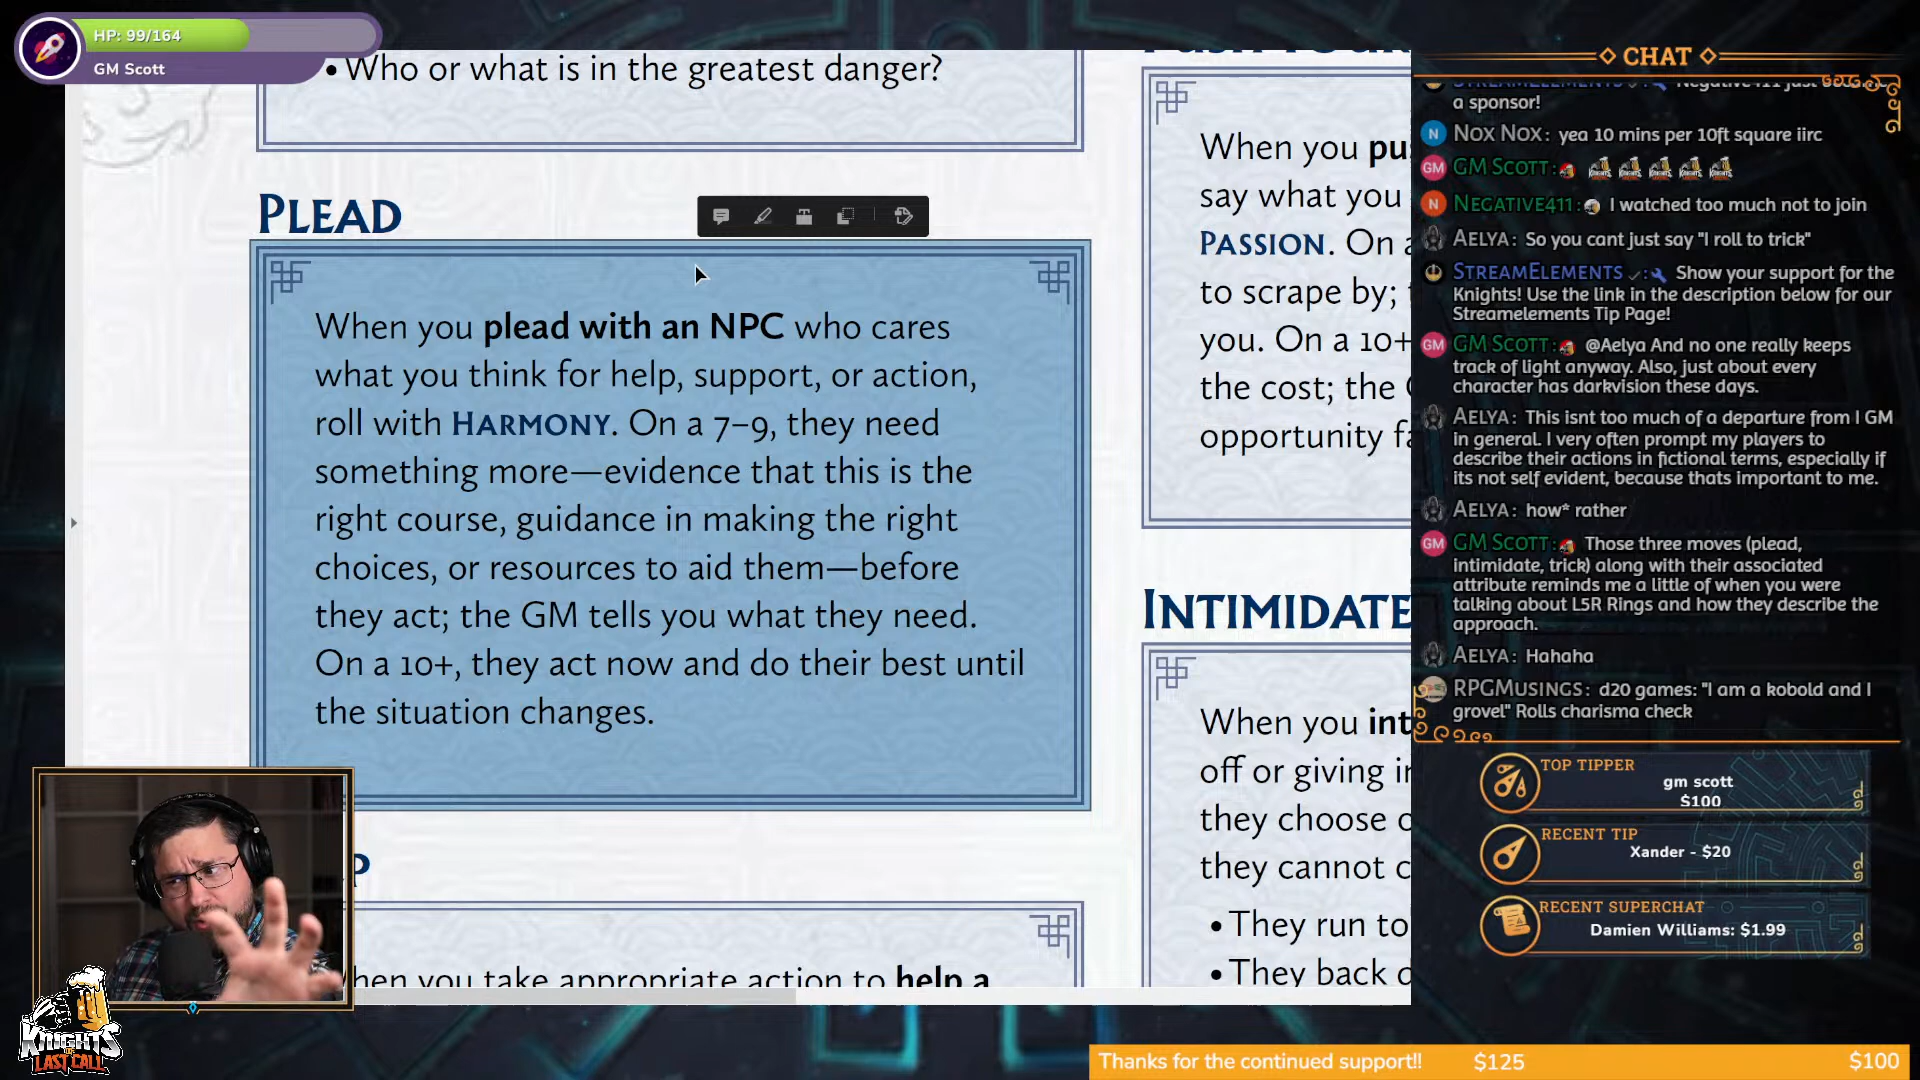 HP: 99/164
GM Scott
• Who or what is in the greatest danger?
PLEAD
When you plead with an NPC who cares
what you think for help, support, or action,
roll with HARMONY. On a 7–9, they need
something more—evidence that this is the
right course, guidance in making the right
choices, or resources to aid them—before
they act; the GM tells you what they need.
On a 10+, they act now and do their best until
the situation changes.
When you take appropriate action to help a
When you
say what you
PASSION. On
to scrape by;
you. On a 10+
the cost; the
opportunity
INTIMIDATE
When you
off or giving
they choose
they cannot
• They run to
• They back
CHAT
STREAMELEMENTS: Negative411 just
a sponsor!
NOX NOX: yea 10 mins per 10ft square iirc
GM SCOTT:
NEGATIVE411: I watched too much not to join
AELYA: So you cant just say "I roll to trick"
STREAMELEMENTS: Show your support for the
Knights! Use the link in the description below for our
Streamelements Tip Page!
GM SCOTT: @Aelya And no one really keeps
track of light anyway. Also, just about every
character has darkvision these days.
AELYA: This isnt too much of a departure from I GM
in general. I very often prompt my players to
describe their actions in fictional terms, especially if
its not self evident, because thats important to me.
AELYA: how* rather
GM SCOTT: Those three moves (plead,
intimidate, trick) along with their associated
attribute reminds me a little of when you were
talking about L5R Rings and how they describe the
approach.
AELYA: Hahaha
RPGMUSINGS: d20 games: "I am a kobold and I
grovel" Rolls charisma check
TOP TIPPER
gm scott
$100
RECENT TIP
Xander - $20
RECENT SUPERCHAT
Damien Williams: $1.99
KNIGHTS
OF
LAST CALL
Thanks for the continued support!! $125 $100